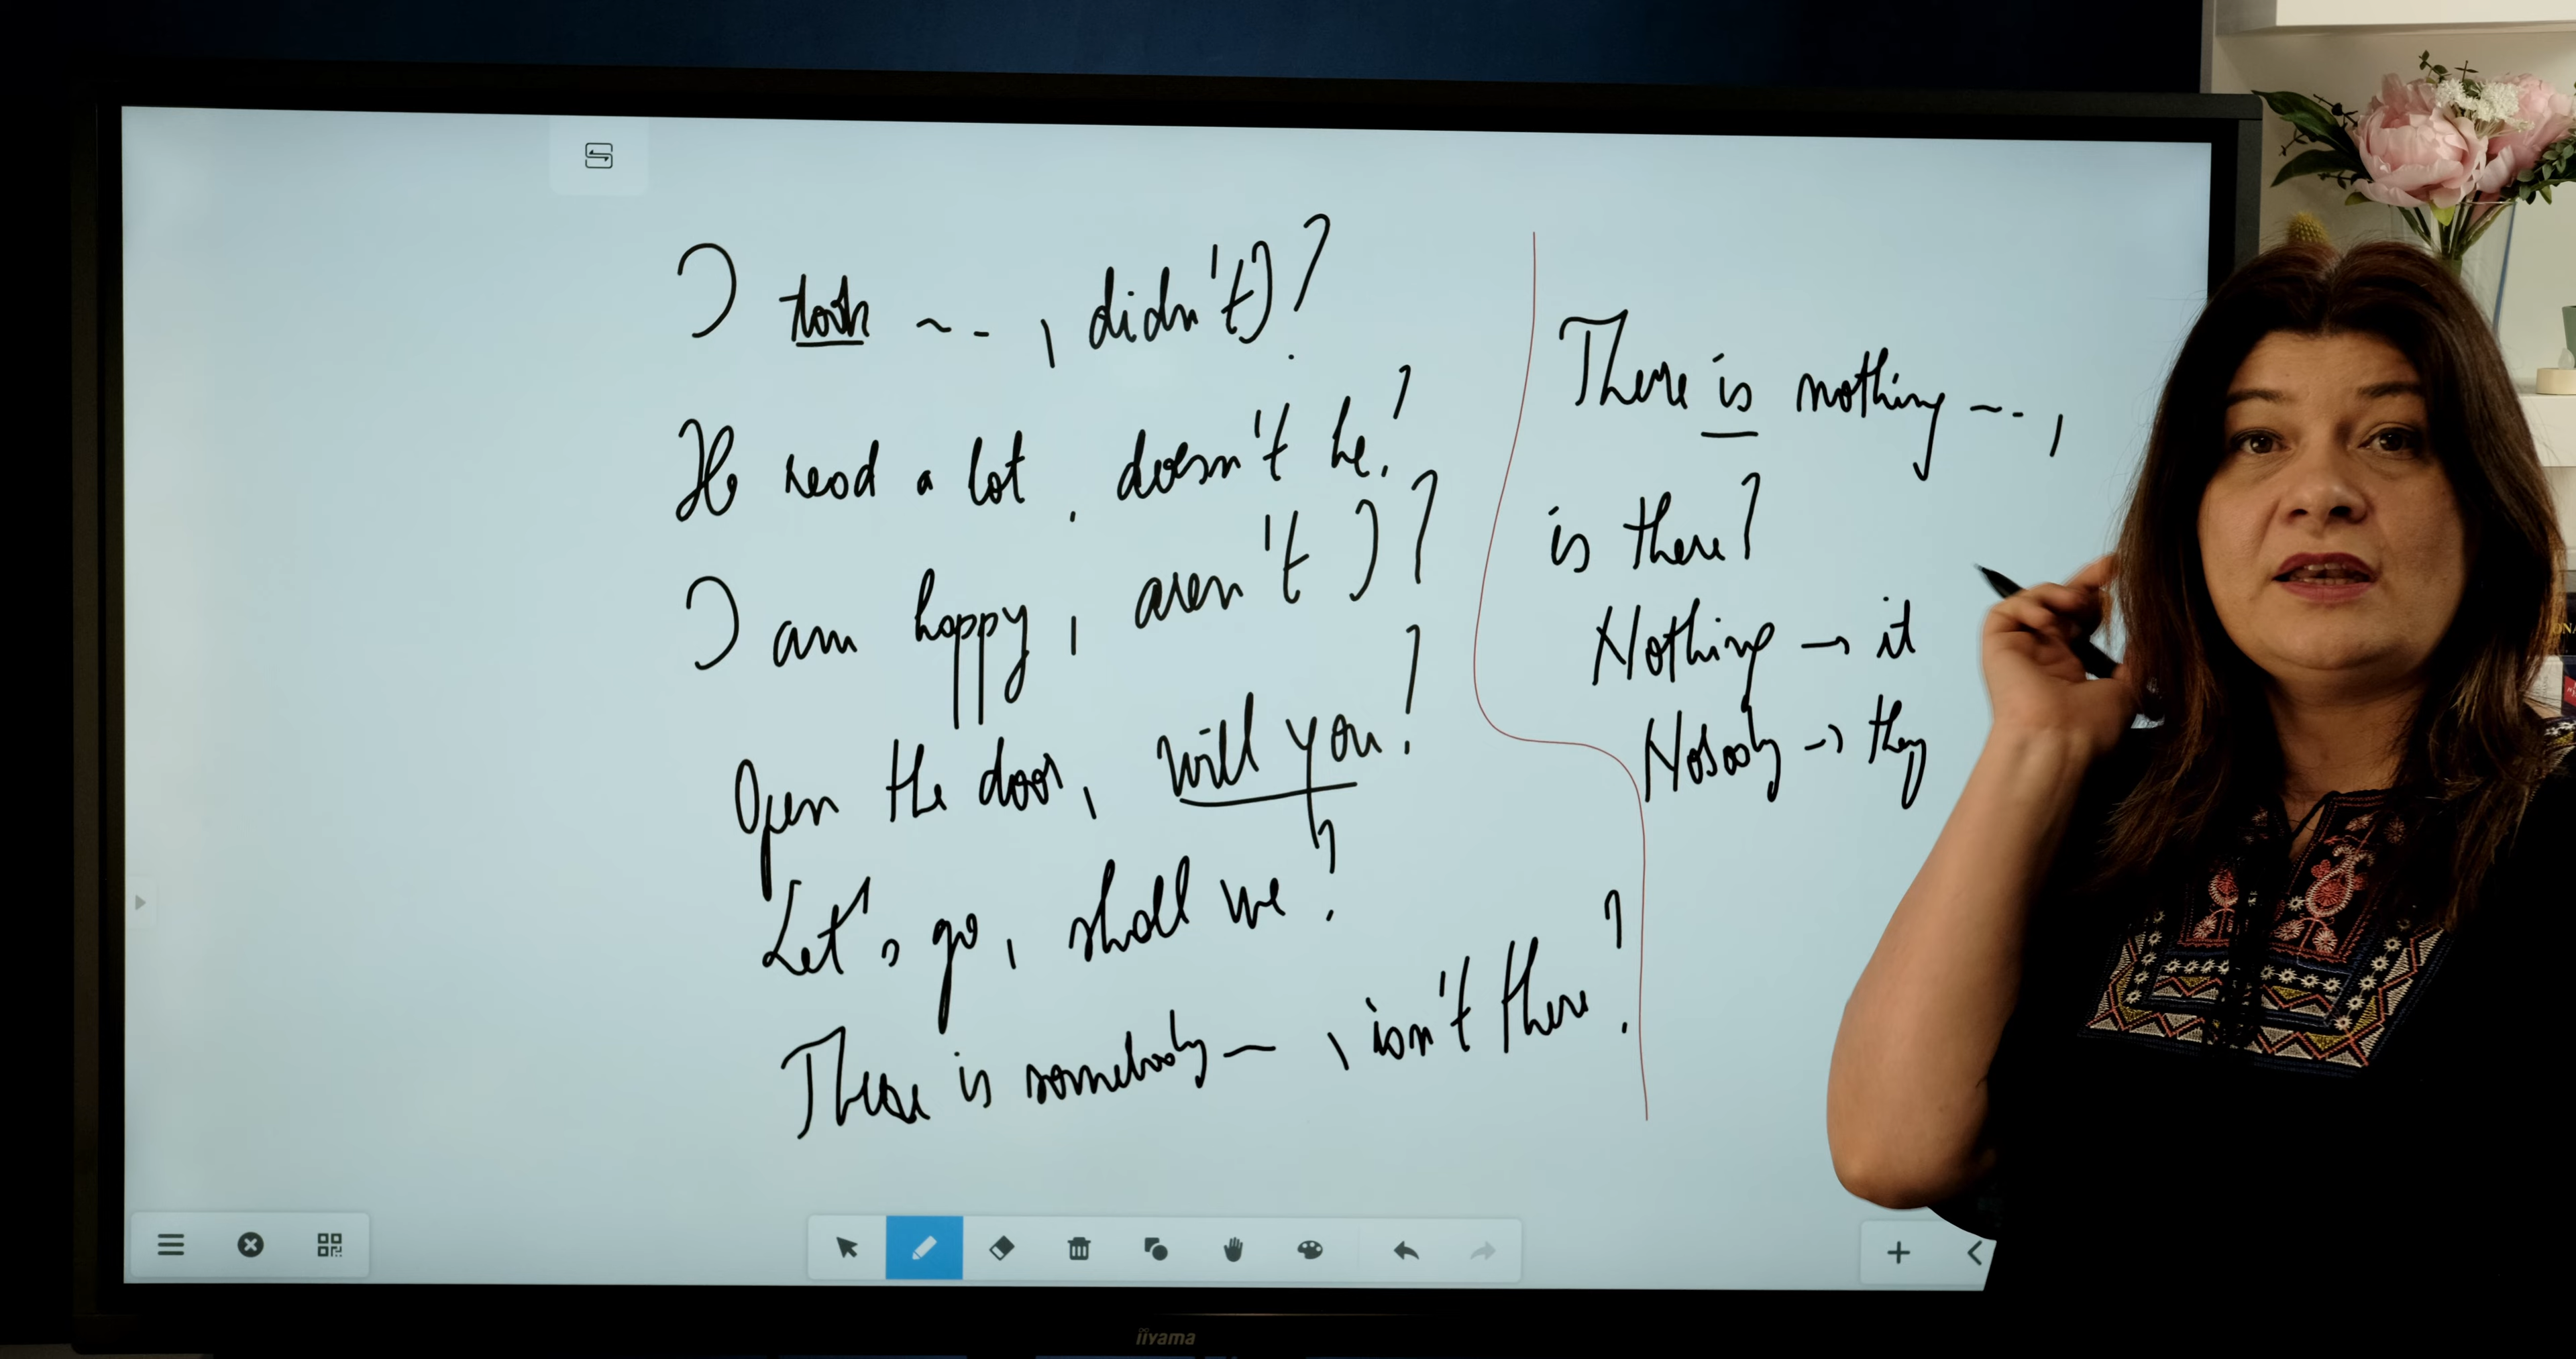 I took ~ - , didn't I?
He read a lot, doesn't he?
I am happy, aren't I?
Open the door, will you?
Let's go, shall we?
There is somebody — , isn't there?
There is nothing --- ,
is there?
Nothing → it
Nobody → they
iiyama